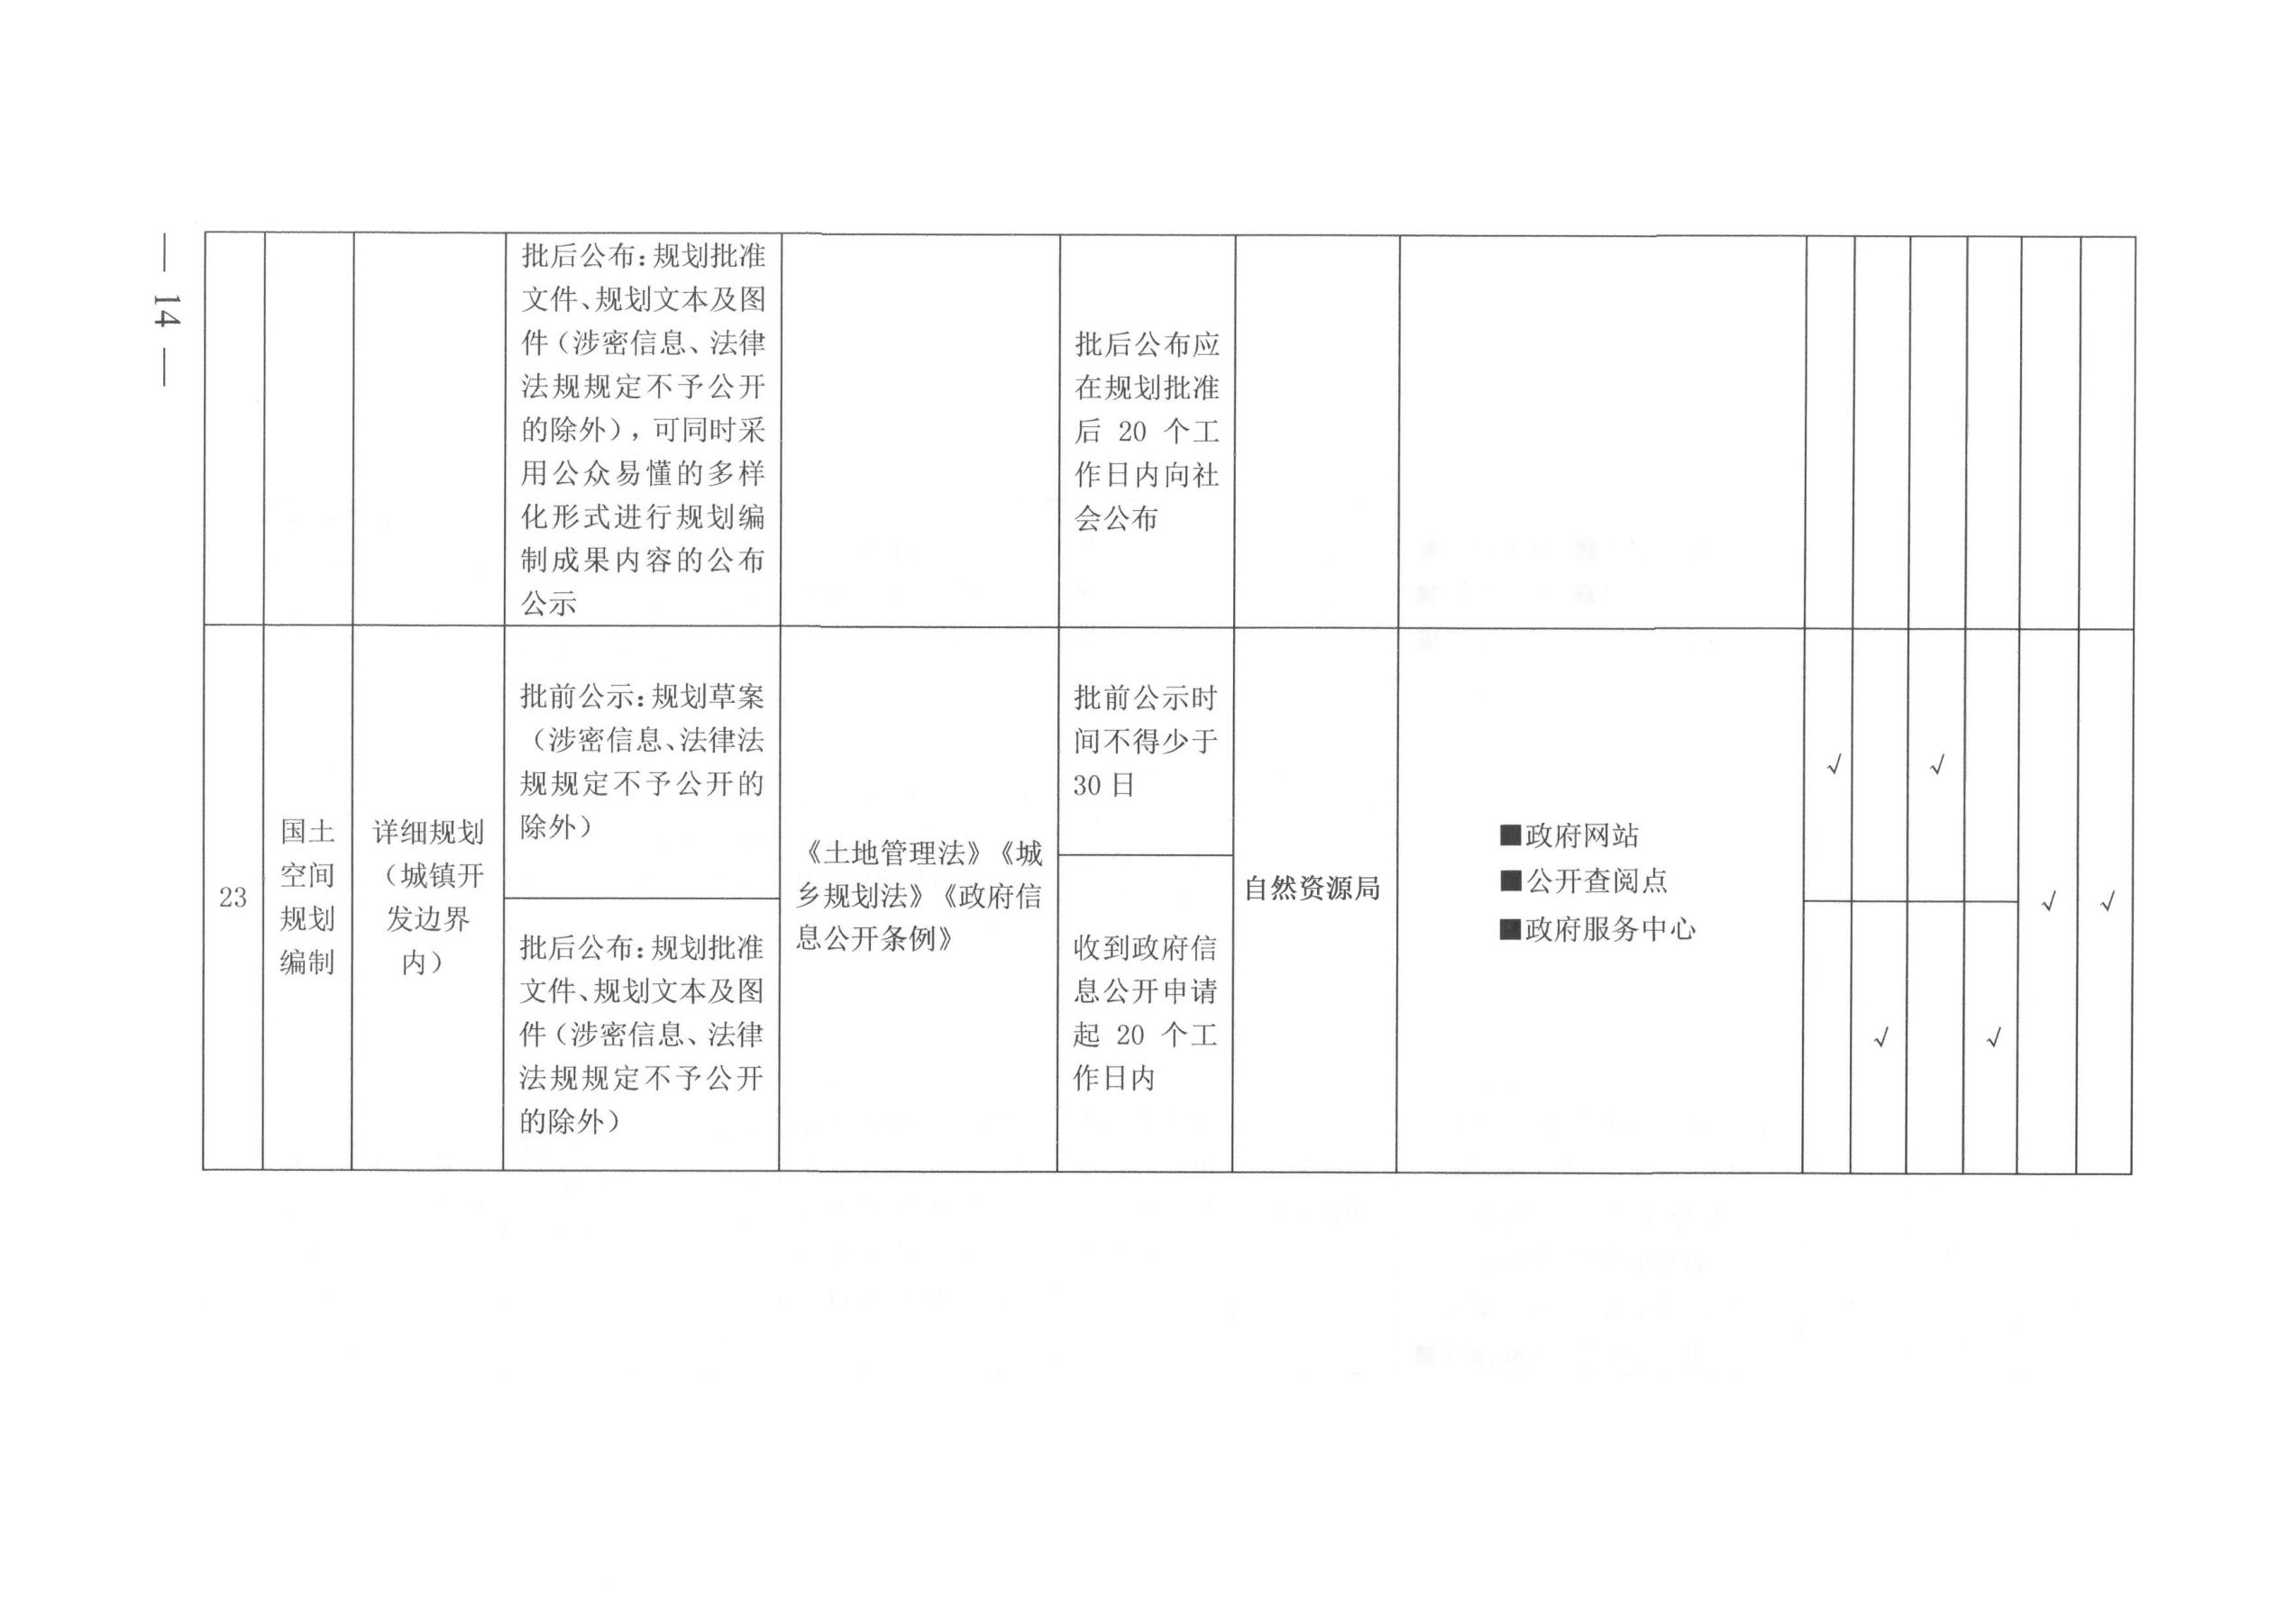 — 14 —
批后公布：规划批准
文件、规划文本及图
件（涉密信息、法律
法规规定不予公开
的除外），可同时采
用公众易懂的多样
化形式进行规划编
制成果内容的公布
公示
批后公布应
在规划批准
后 20 个工
作日内向社
会公布
23
国土
空间
规划
编制
详细规划
（城镇开
发边界
内）
批前公示：规划草案
（涉密信息、法律法
规规定不予公开的
除外）
批后公布：规划批准
文件、规划文本及图
件（涉密信息、法律
法规规定不予公开
的除外）
《土地管理法》《城
乡规划法》《政府信
息公开条例》
批前公示时
间不得少于
30 日
收到政府信
息公开申请
起 20 个工
作日内
自然资源局
■政府网站
■公开查阅点
■政府服务中心
√ √
√ √
√ √